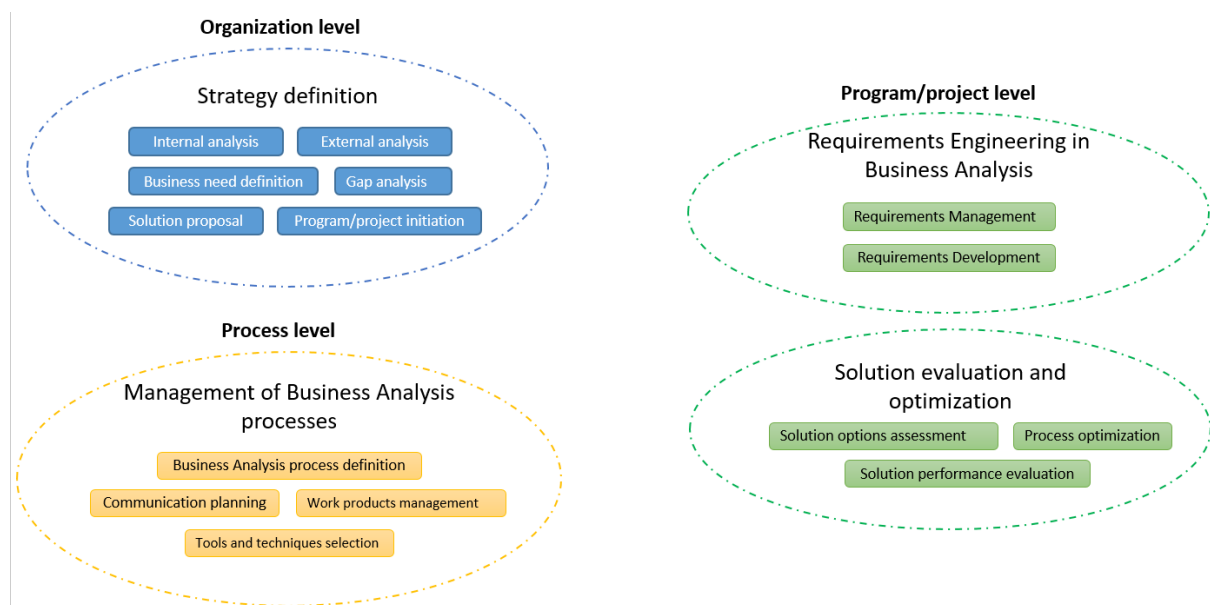 Organization level
Strategy definition
Internal analysis
External analysis
Business need definition
Gap analysis
Solution proposal
Program/project initiation
Process level
Management of Business Analysis
processes
Business Analysis process definition
Communication planning
Work products management
Tools and techniques selection
Program/project level
Requirements Engineering in
Business Analysis
Requirements Management
Requirements Development
Solution evaluation and
optimization
Solution options assessment
Process optimization
Solution performance evaluation